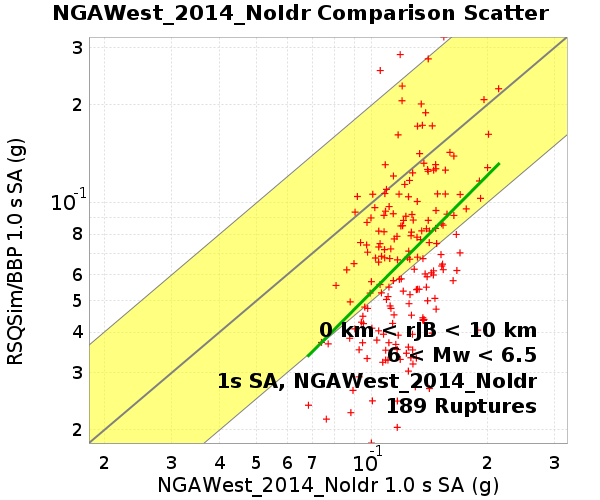 NGAWest_2014_NoIdr Comparison Scatter
RSQSim/BBP 1.0 s SA (g)
3
2
10⁻¹
8
6
5
4
3
2
0 km < rJB < 10 km
6 < Mw < 6.5
1s SA, NGAWest_2014_NoIdr
189 Ruptures
2 3 4 5 6 7 10⁻¹ 2 3
NGAWest_2014_NoIdr 1.0 s SA (g)